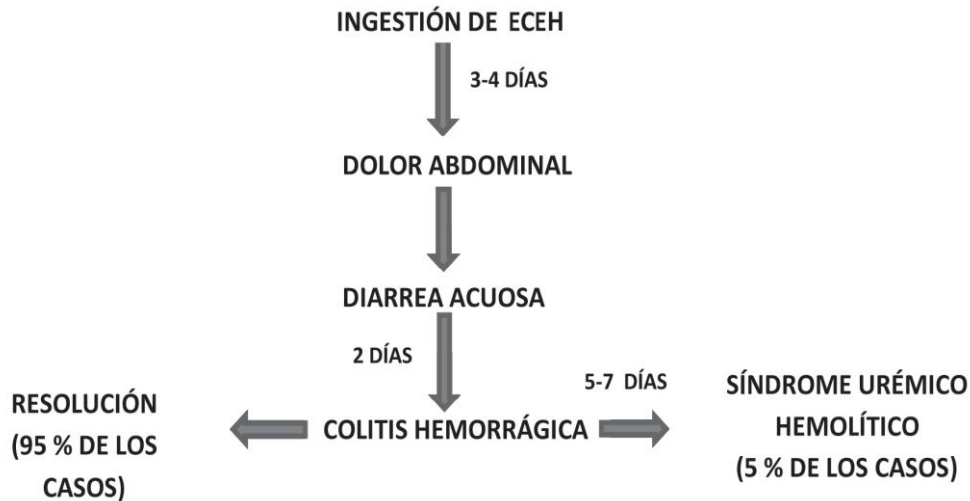 INGESTIÓN DE ECEH
3-4 DÍAS
DOLOR ABDOMINAL
DIARREA ACUOSA
2 DÍAS
5-7 DÍAS
RESOLUCIÓN
(95 % DE LOS
CASOS)
COLITIS HEMORRÁGICA
SÍNDROME URÉMICO
HEMOLÍTICO
(5 % DE LOS CASOS)